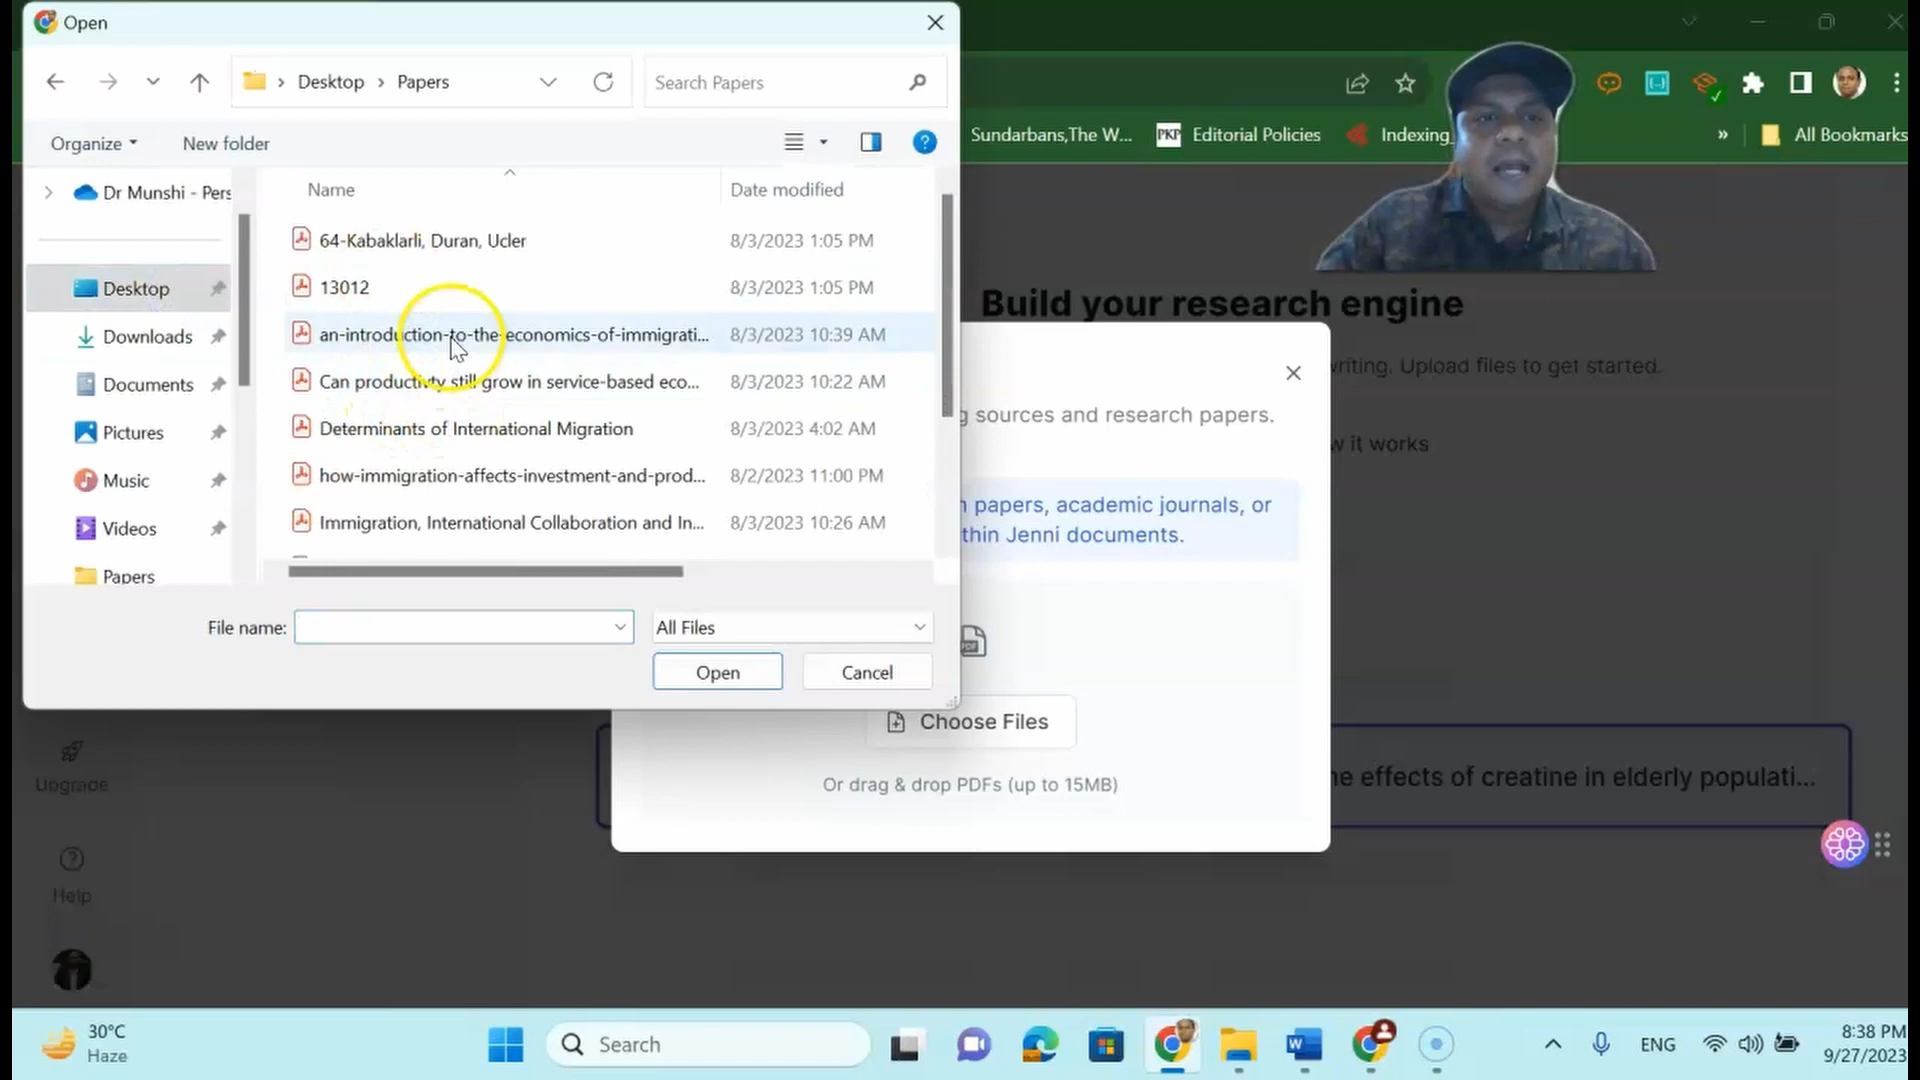 Open
Desktop > Papers
Search Papers
Organize
New folder
Sundarbans,The W...
PKP Editorial Policies
Indexing_
»
All Bookmarks
Dr Munshi - Pers
Name
Date modified
64-Kabaklarli, Duran, Ucler
8/3/2023 1:05 PM
Desktop
13012
8/3/2023 1:05 PM
Build your research engine
Downloads
an-introduction-to-the-economics-of-immigrati...
8/3/2023 10:39 AM
writing. Upload files to get started.
Documents
Can productivty still grow in service-based eco...
8/3/2023 10:22 AM
g sources and research papers.
Pictures
Determinants of International Migration
8/3/2023 4:02 AM
w it works
Music
how-immigration-affects-investment-and-prod...
8/2/2023 11:00 PM
n papers, academic journals, or
Videos
Immigration, International Collaboration and In...
8/3/2023 10:26 AM
thin Jenni documents.
Papers
File name:
All Files
PDF
Open
Cancel
Choose Files
Or drag & drop PDFs (up to 15MB)
ne effects of creatine in elderly populati...
Upgrade
Help
30°C
Haze
Search
ENG
8:38 PM
9/27/2023